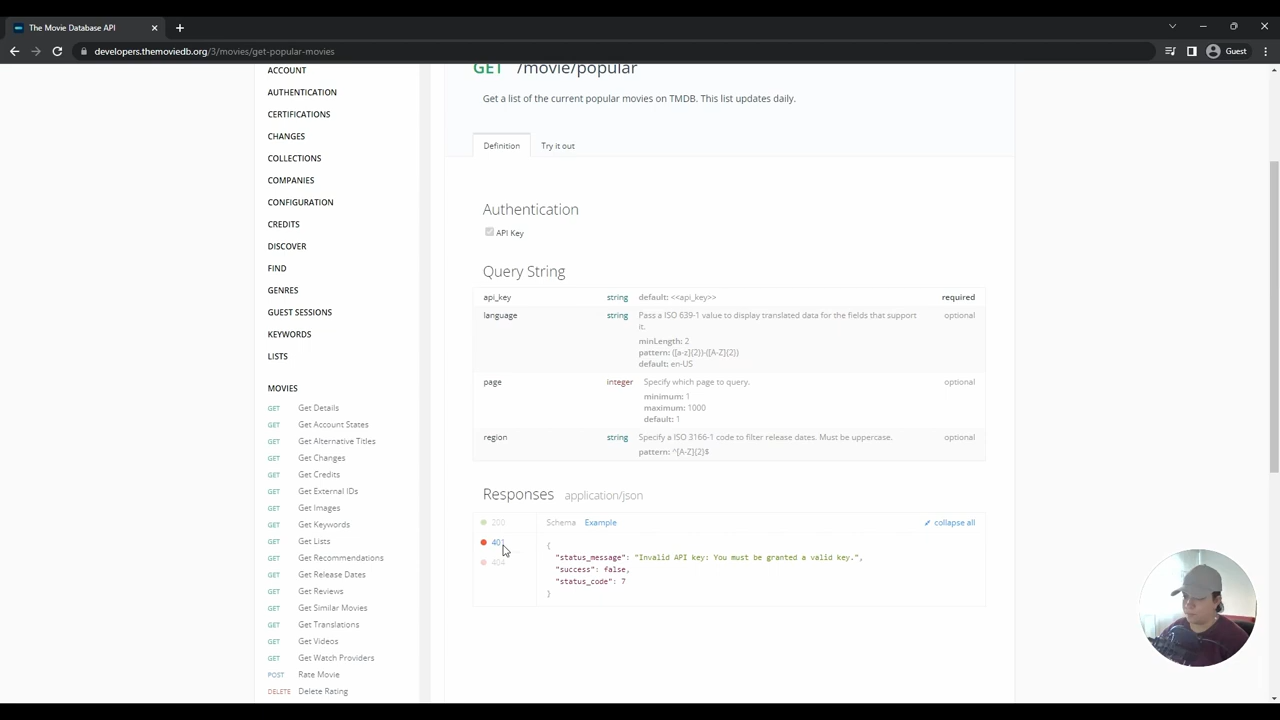 The Movie Database API
developers.themoviedb.org/3/movies/get-popular-movies
Guest
ACCOUNT
AUTHENTICATION
CERTIFICATIONS
CHANGES
COLLECTIONS
COMPANIES
CONFIGURATION
CREDITS
DISCOVER
FIND
GENRES
GUEST SESSIONS
KEYWORDS
LISTS
MOVIES
GET Get Details
GET Get Account States
GET Get Alternative Titles
GET Get Changes
GET Get Credits
GET Get External IDs
GET Get Images
GET Get Keywords
GET Get Lists
GET Get Recommendations
GET Get Release Dates
GET Get Reviews
GET Get Similar Movies
GET Get Translations
GET Get Videos
GET Get Watch Providers
POST Rate Movie
DELETE Delete Rating
GET /movie/popular
Get a list of the current popular movies on TMDB. This list updates daily.
Definition Try it out
Authentication
API Key
Query String
api_key string default: <<api_key>> required
language string Pass a ISO 639-1 value to display translated data for the fields that support optional
it.
minLength: 2
pattern: ([a-z]{2})-([A-Z]{2})
default: en-US
page integer Specify which page to query. optional
minimum: 1
maximum: 1000
default: 1
region string Specify a ISO 3166-1 code to filter release dates. Must be uppercase. optional
pattern: ^[A-Z]{2}$
Responses application/json
200 Schema Example collapse all
401
404
{
"status_message": "Invalid API key: You must be granted a valid key.",
"success": false,
"status_code": 7
}